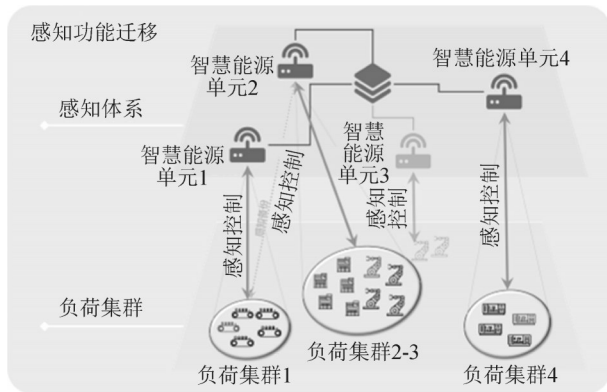 感知功能迁移
智慧能源
单元2
智慧能源单元4
感知体系
智慧能源
单元1
智慧
能源
单元3
感知控制
感知控制
感知
控制
感知控制
负荷集群
负荷集群1
负荷集群2-3
负荷集群4